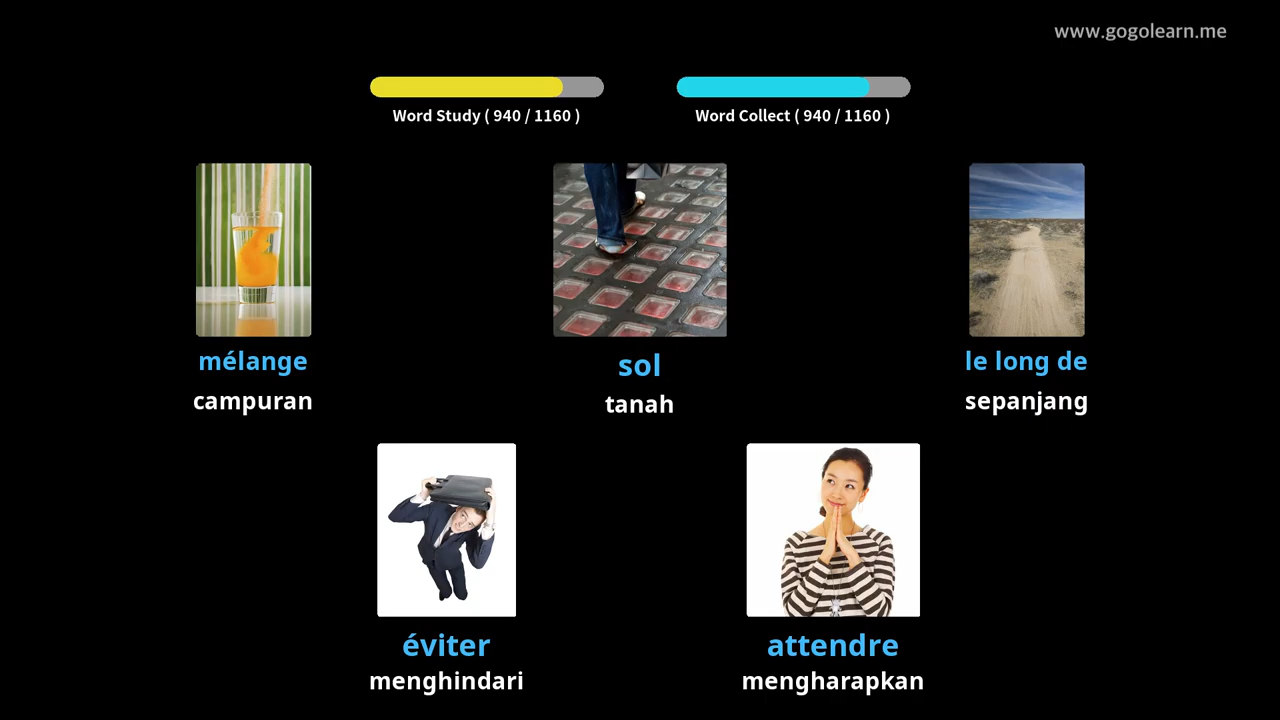 www.gogolearn.me
Word Study ( 940 / 1160 )
Word Collect ( 940 / 1160 )
mélange
campuran
sol
tanah
le long de
sepanjang
éviter
menghindari
attendre
mengharapkan